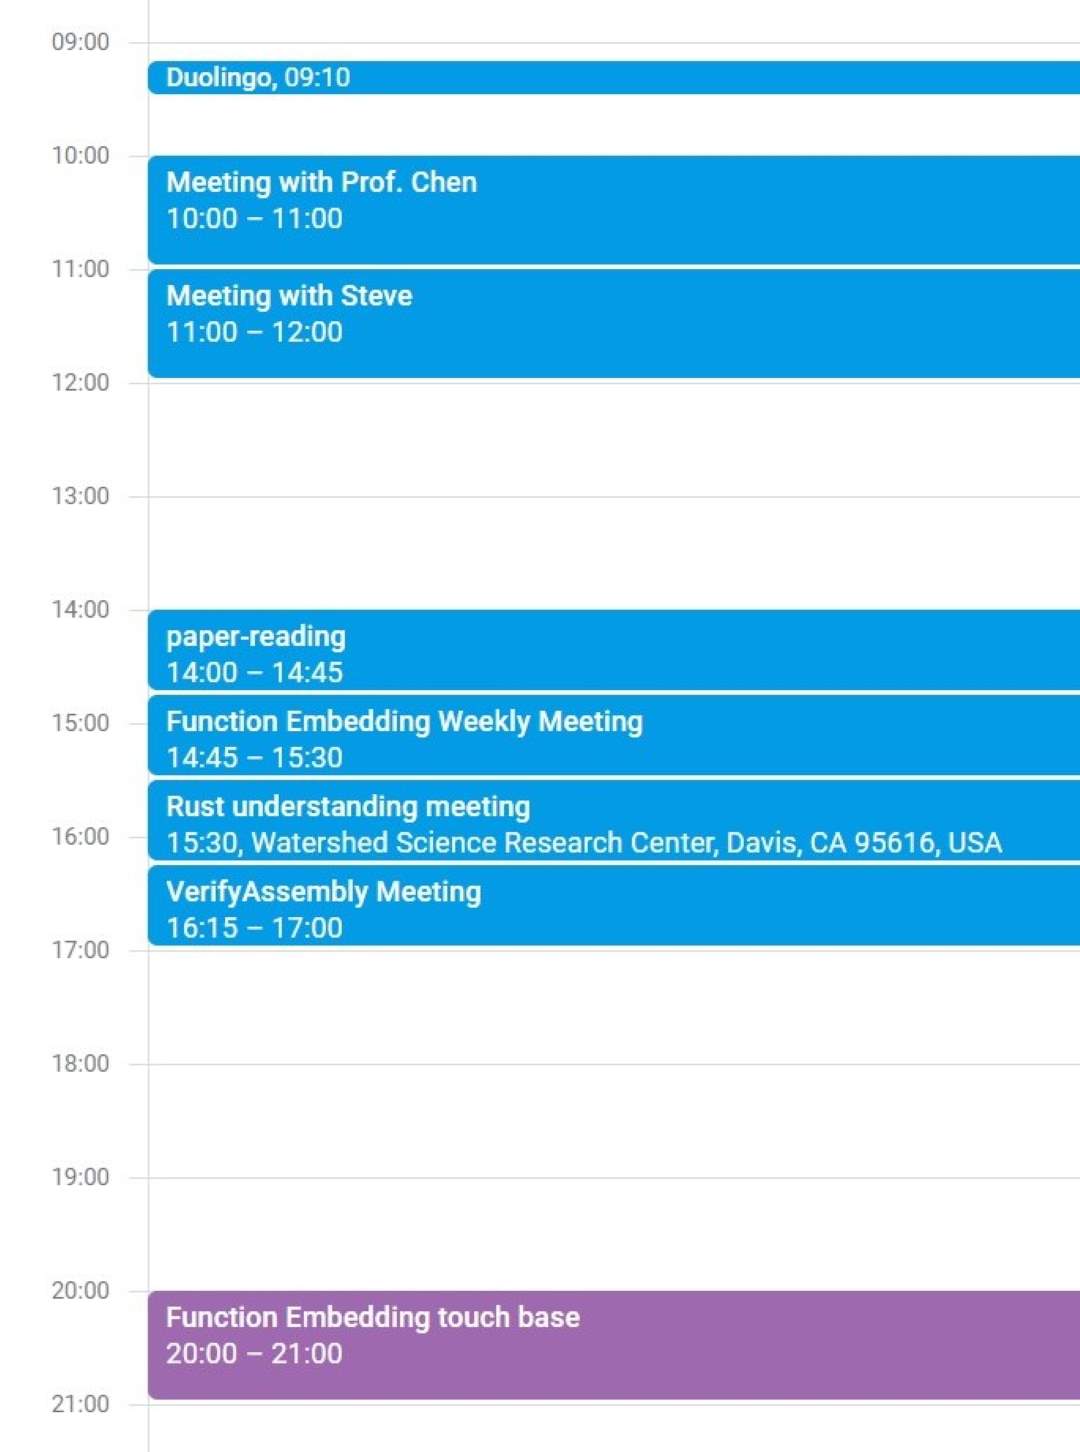 09:00
Duolingo, 09:10
10:00
Meeting with Prof. Chen
10:00 – 11:00
11:00
Meeting with Steve
11:00 – 12:00
12:00
13:00
14:00
paper-reading
14:00 – 14:45
15:00
Function Embedding Weekly Meeting
14:45 – 15:30
Rust understanding meeting
16:00
15:30, Watershed Science Research Center, Davis, CA 95616, USA
VerifyAssembly Meeting
16:15 – 17:00
17:00
18:00
19:00
20:00
Function Embedding touch base
20:00 – 21:00
21:00